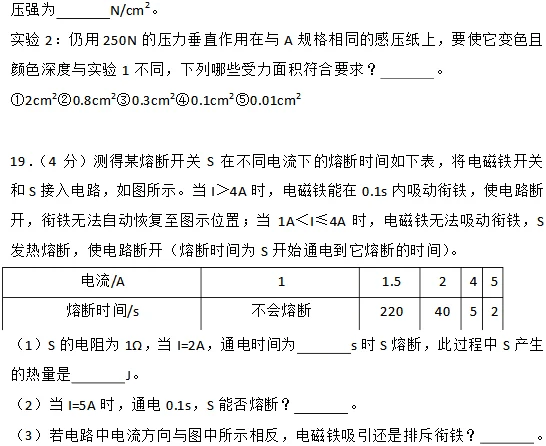 压强为______N/cm²。
实验 2：仍用 250N 的压力垂直作用在与 A 规格相同的感压纸上，要使它变色且
颜色深度与实验 1 不同，下列哪些受力面积符合要求？______。
①2cm²②0.8cm²③0.3cm²④0.1cm²⑤0.01cm²
19.（4 分）测得某熔断开关 S 在不同电流下的熔断时间如下表，将电磁铁开关
和 S 接入电路，如图所示。当 I＞4A 时，电磁铁能在 0.1s 内吸动衔铁，使电路断
开，衔铁无法自动恢复至图示位置；当 1A＜I≤4A 时，电磁铁无法吸动衔铁，S
发热熔断，使电路断开（熔断时间为 S 开始通电到它熔断的时间）。
电流/A 1 1.5 2 4 5
熔断时间/s 不会熔断 220 40 5 2
（1）S 的电阻为 1Ω，当 I=2A，通电时间为______s 时 S 熔断，此过程中 S 产生
的热量是______J。
（2）当 I=5A 时，通电 0.1s，S 能否熔断？______。
（3）若电路中电流方向与图中所示相反，电磁铁吸引还是排斥衔铁？______。